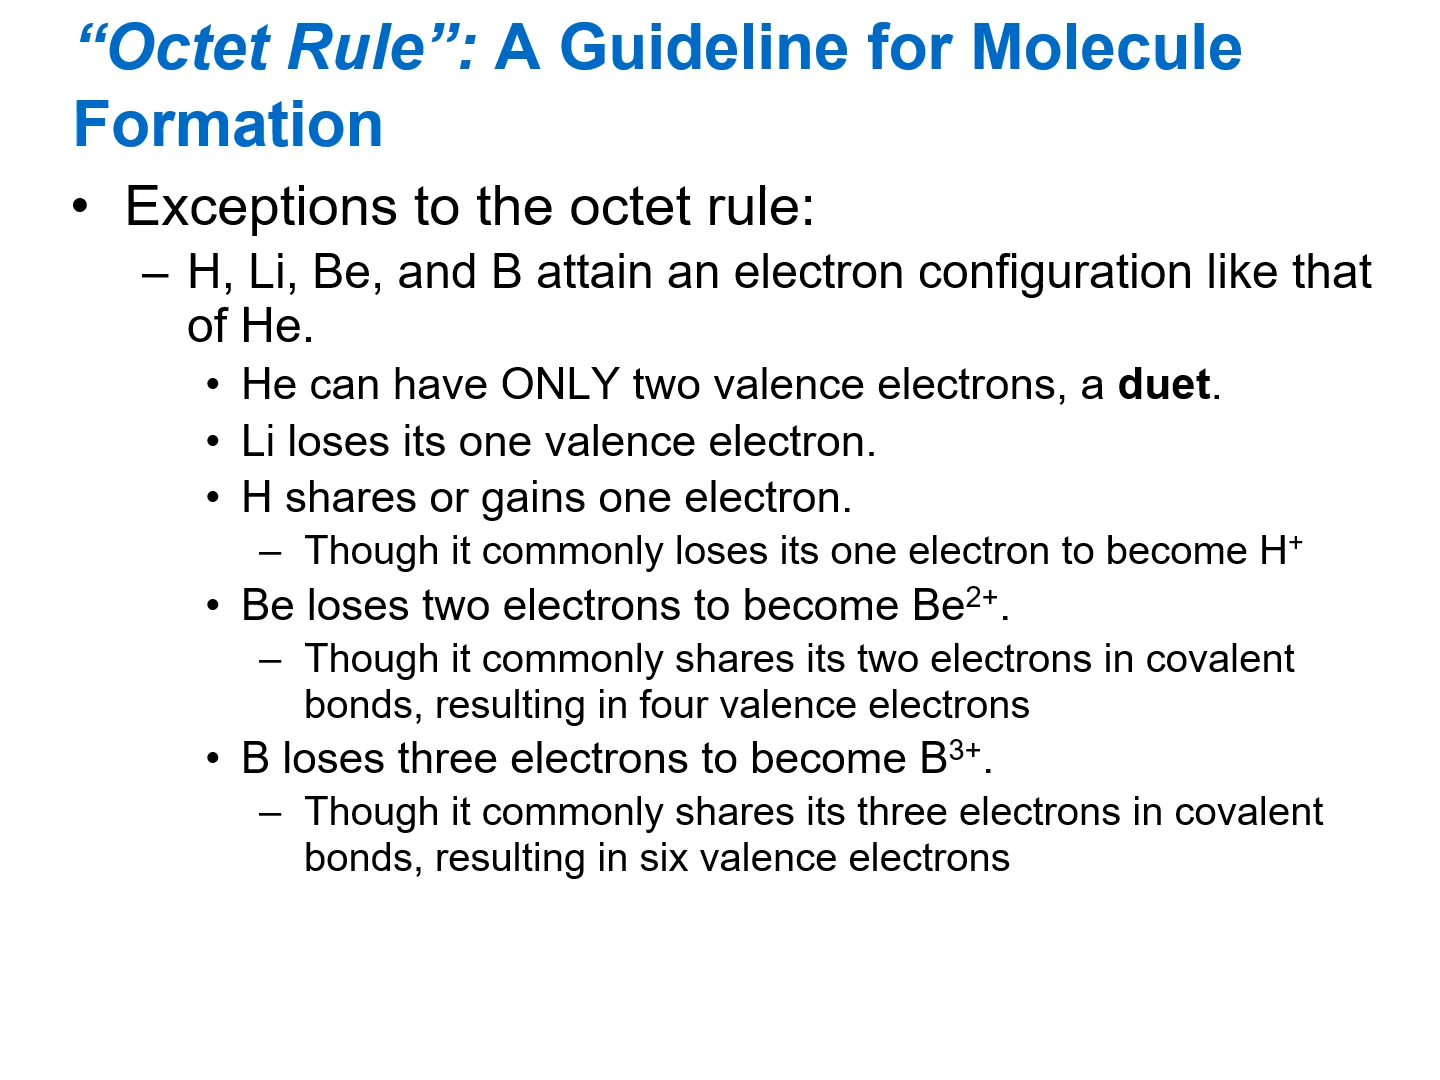 “Octet Rule”: A Guideline for Molecule
Formation
• Exceptions to the octet rule:
– H, Li, Be, and B attain an electron configuration like that
of He.
• He can have ONLY two valence electrons, a duet.
• Li loses its one valence electron.
• H shares or gains one electron.
– Though it commonly loses its one electron to become H⁺
• Be loses two electrons to become Be²⁺.
– Though it commonly shares its two electrons in covalent
bonds, resulting in four valence electrons
• B loses three electrons to become B³⁺.
– Though it commonly shares its three electrons in covalent
bonds, resulting in six valence electrons